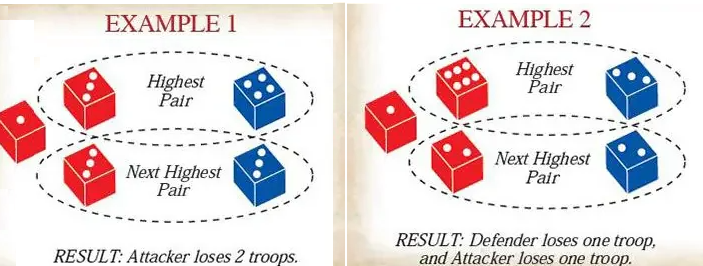 EXAMPLE 1
Highest
Pair
Next Highest
Pair
RESULT: Attacker loses 2 troops.
EXAMPLE 2
Highest
Pair
Next Highest
Pair
RESULT: Defender loses one troop,
and Attacker loses one troop.